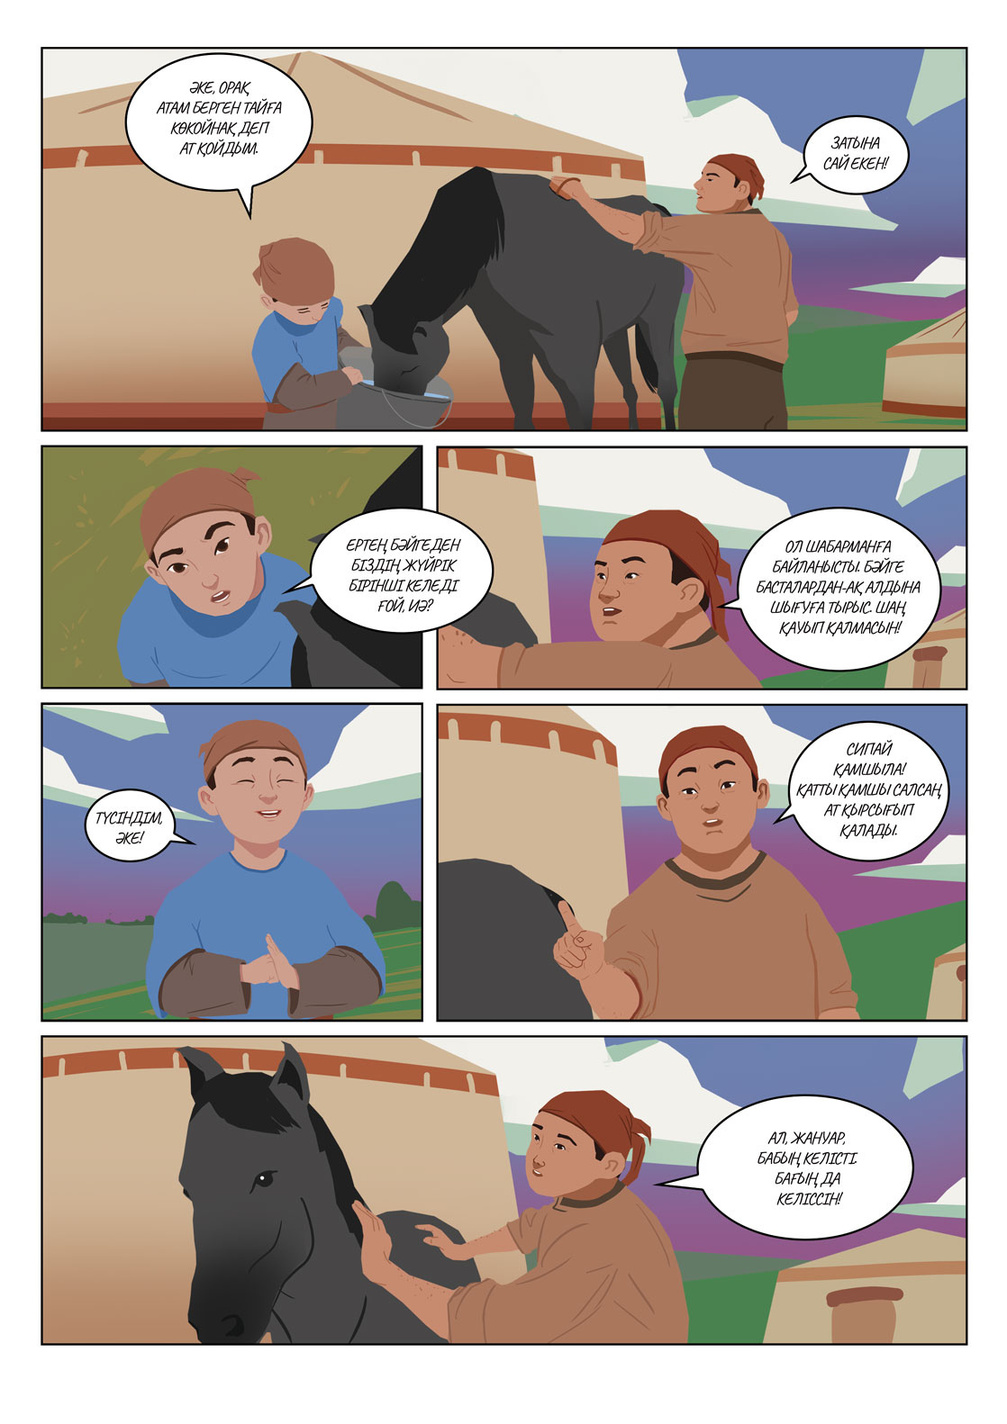 ӘКЕ, ОРАҚ
АТАМ БЕРГЕН ТАЙҒА
КӨКОЙНАҚ ДЕП
АТ ҚОЙДЫМ.
ЗАТЫНА
САЙ ЕКЕН!
ЕРТЕҢ БӘЙГЕДЕН
БІЗДІҢ ЖҮЙРІК
БІРІНШІ КЕЛЕДІ
ҒОЙ, ИӘ?
ОЛ ШАБАРМАНҒА
БАЙЛАНЫСТЫ. БӘЙГЕ
БАСТАЛАРДАН-АҚ АЛДЫНА
ШЫҒУҒА ТЫРЫС. ШАҢ
ҚАУЫП ҚАЛМАСЫН!
ТҮСІНДІМ,
ӘКЕ!
СИПАЙ
ҚАМШЫЛА!
ҚАТТЫ ҚАМШЫ САЛСАҢ,
АТ ҚЫРСЫҒЫП
ҚАЛАДЫ.
АЛ, ЖАНУАР,
БАБЫҢ КЕЛІСТІ.
БАҒЫҢ ДА
КЕЛІССІН!